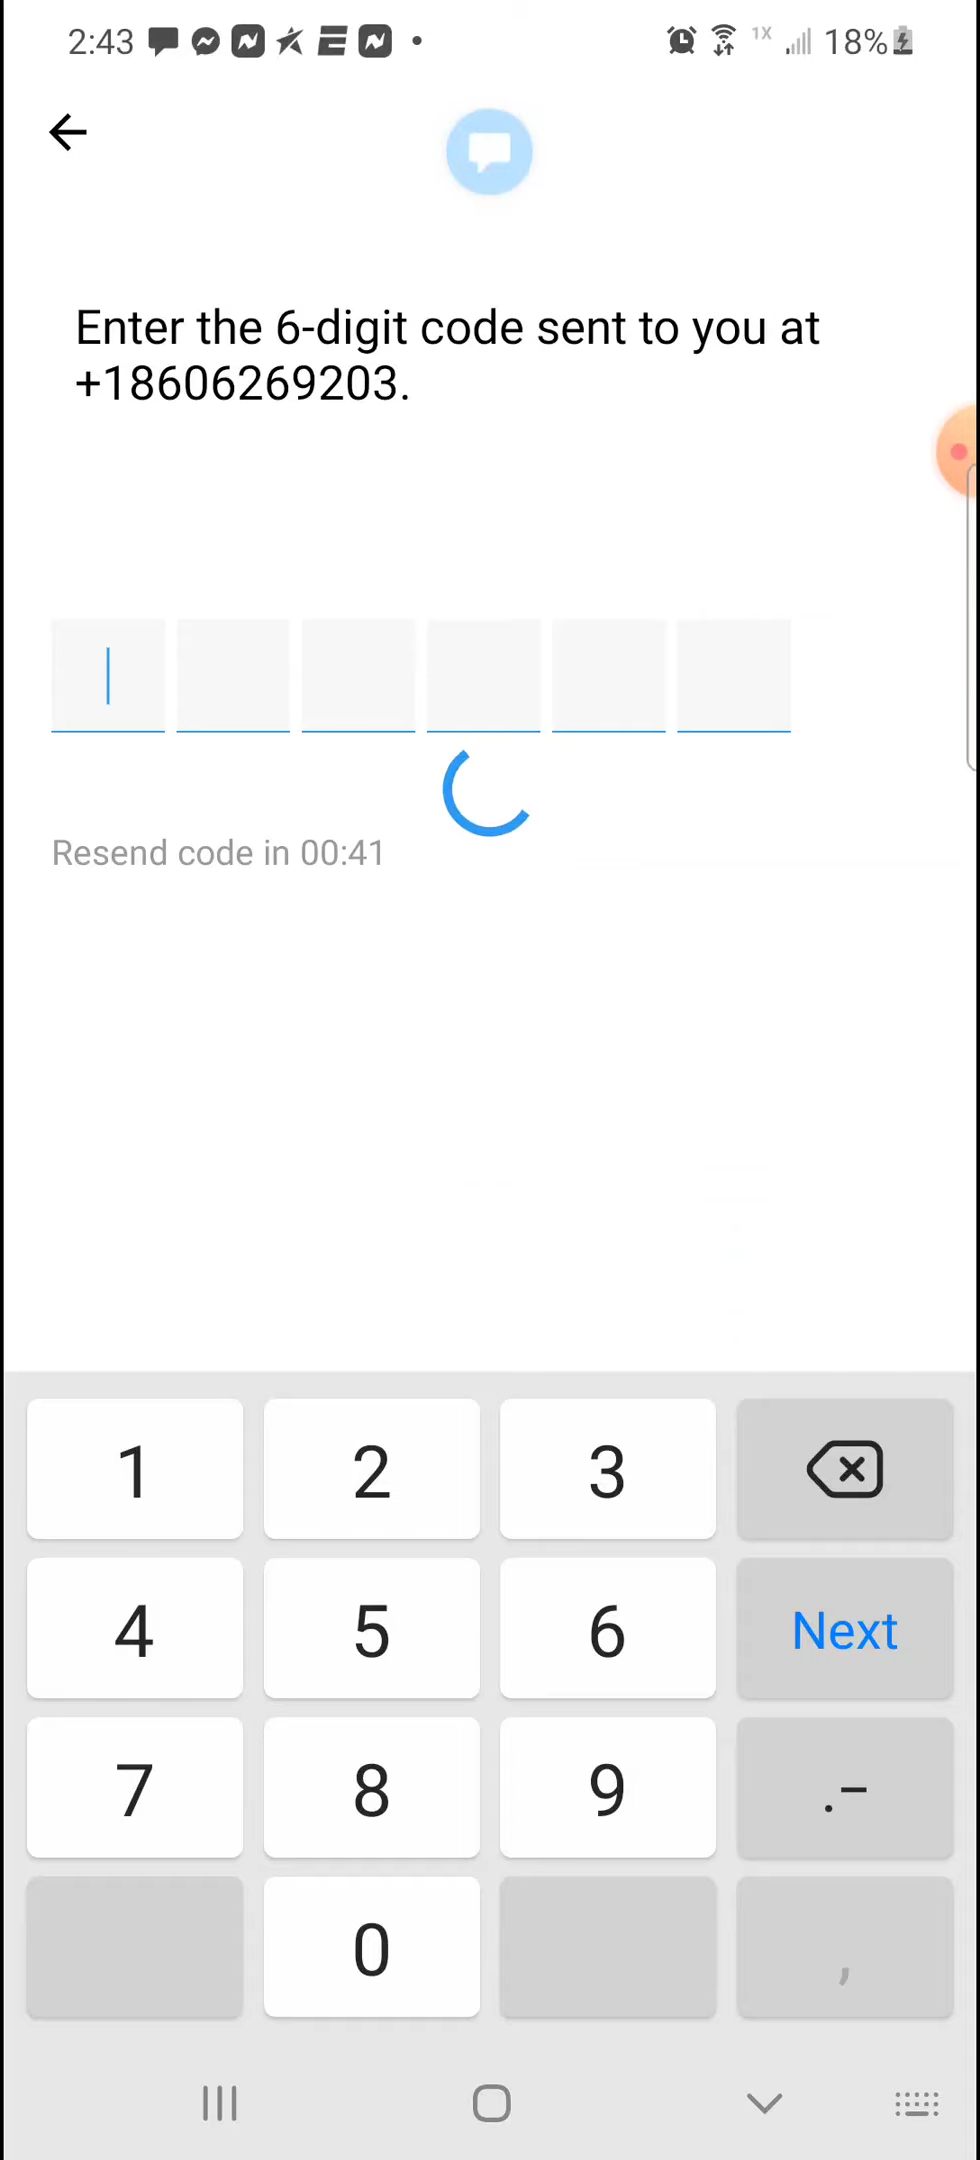 2:43
1X
18%
Enter the 6-digit code sent to you at
+18606269203.
Resend code in 00:41
1 2 3
4 5 6 Next
7 8 9 .-
0 ,